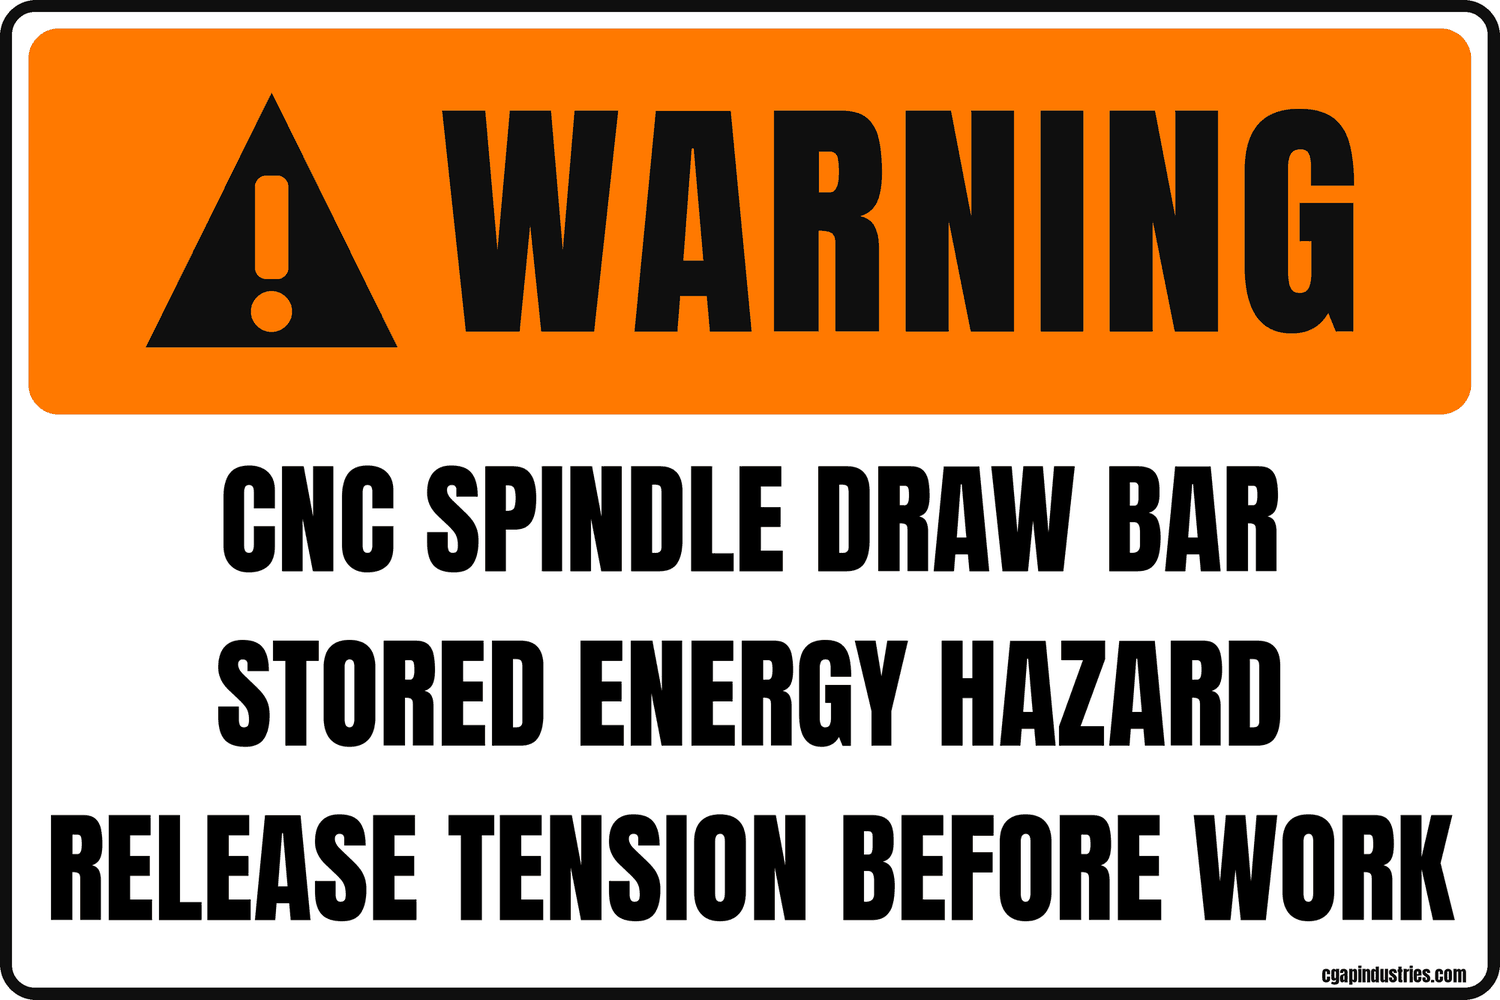 WARNING
CNC SPINDLE DRAW BAR
STORED ENERGY HAZARD
RELEASE TENSION BEFORE WORK
cgapindustries.com